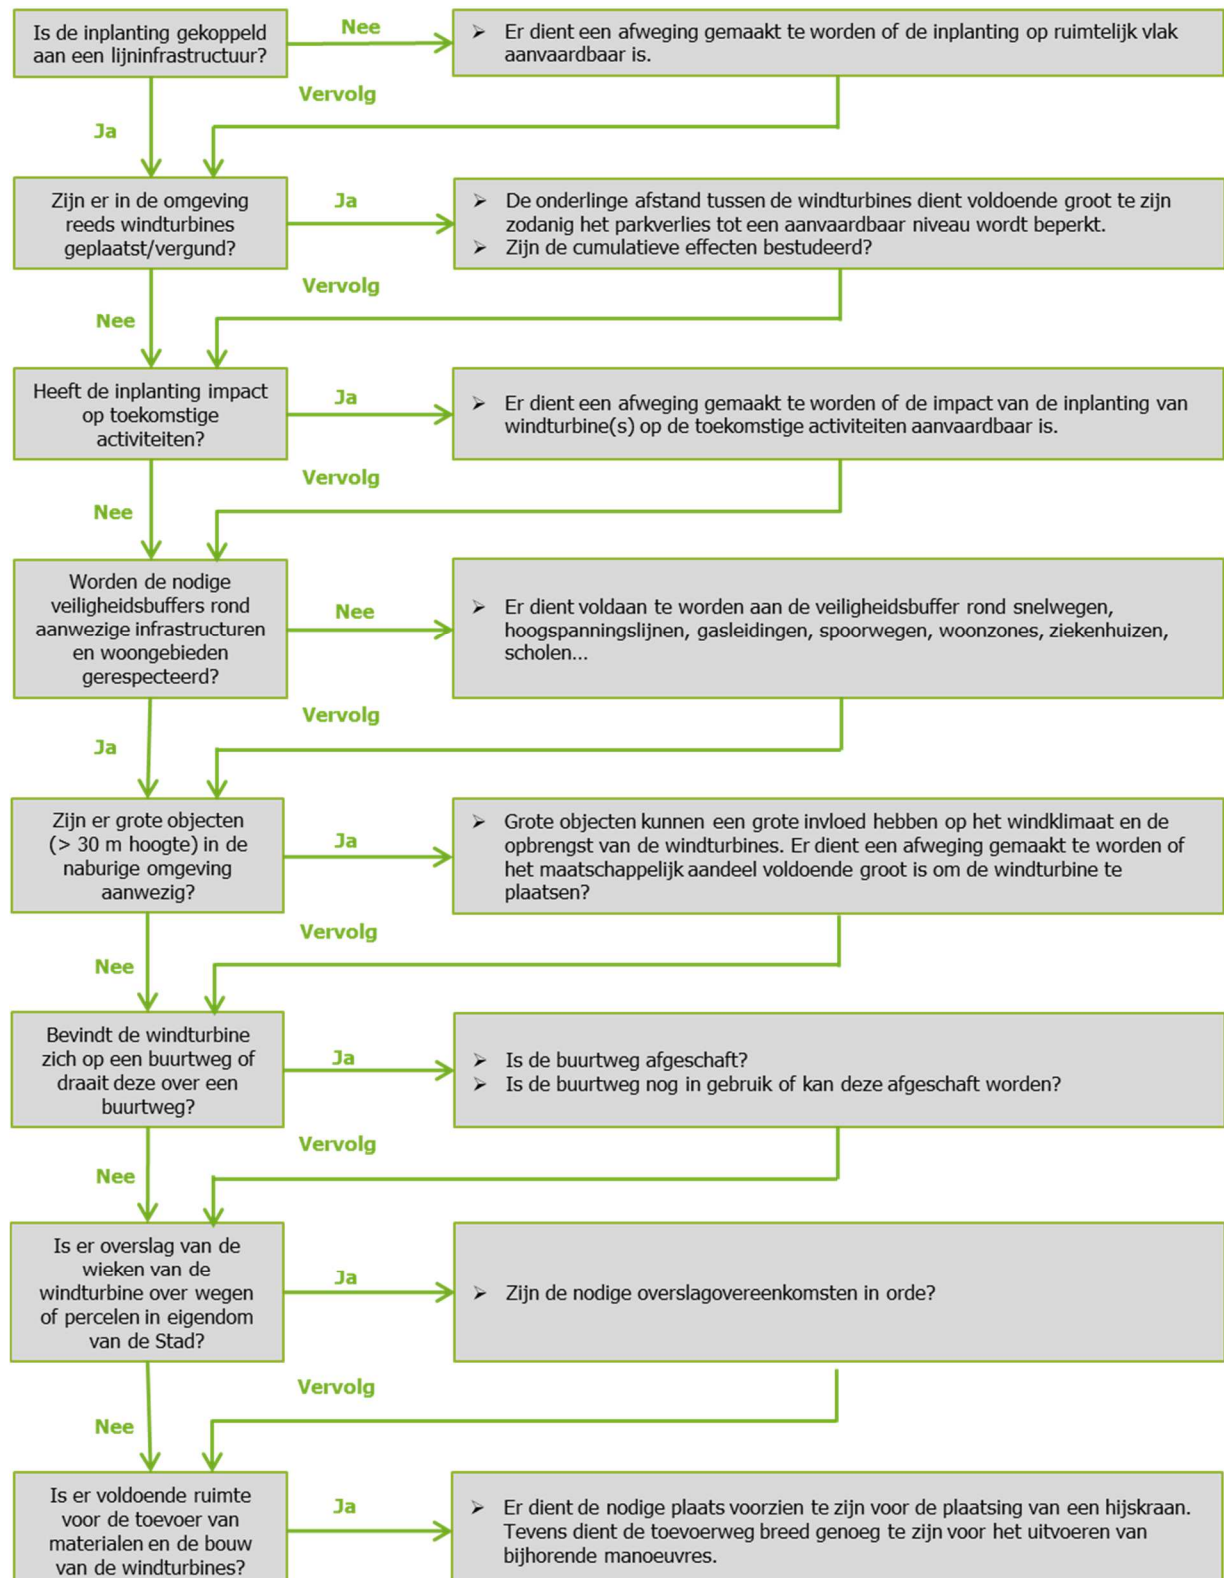 Is de inplanting gekoppeld
aan een lijninfrastructuur?
Nee
➢ Er dient een afweging gemaakt te worden of de inplanting op ruimtelijk vlak
aanvaardbaar is.
Vervolg
Ja
Zijn er in de omgeving
reeds windturbines
geplaatst/vergund?
Ja
➢ De onderlinge afstand tussen de windturbines dient voldoende groot te zijn
zodanig het parkverlies tot een aanvaardbaar niveau wordt beperkt.
➢ Zijn de cumulatieve effecten bestudeerd?
Vervolg
Nee
Heeft de inplanting impact
op toekomstige
activiteiten?
Ja
➢ Er dient een afweging gemaakt te worden of de impact van de inplanting van
windturbine(s) op de toekomstige activiteiten aanvaardbaar is.
Vervolg
Nee
Worden de nodige
veiligheidsbuffers rond
aanwezige infrastructuren
en woongebieden
gerespecteerd?
Nee
➢ Er dient voldaan te worden aan de veiligheidsbuffer rond snelwegen,
hoogspanningslijnen, gasleidingen, spoorwegen, woonzones, ziekenhuizen,
scholen...
Vervolg
Ja
Zijn er grote objecten
(> 30 m hoogte) in de
naburige omgeving
aanwezig?
Ja
➢ Grote objecten kunnen een grote invloed hebben op het windklimaat en de
opbrengst van de windturbines. Er dient een afweging gemaakt te worden of
het maatschappelijk aandeel voldoende groot is om de windturbine te
plaatsen?
Vervolg
Nee
Bevindt de windturbine
zich op een buurtweg of
draait deze over een
buurtweg?
Ja
➢ Is de buurtweg afgeschaft?
➢ Is de buurtweg nog in gebruik of kan deze afgeschaft worden?
Vervolg
Nee
Is er overslag van de
wieken van de
windturbine over wegen
of percelen in eigendom
van de Stad?
Ja
➢ Zijn de nodige overslagovereenkomsten in orde?
Vervolg
Nee
Is er voldoende ruimte
voor de toevoer van
materialen en de bouw
van de windturbines?
Ja
➢ Er dient de nodige plaats voorzien te zijn voor de plaatsing van een hijskraan.
Tevens dient de toevoerweg breed genoeg te zijn voor het uitvoeren van
bijhorende manoeuvres.